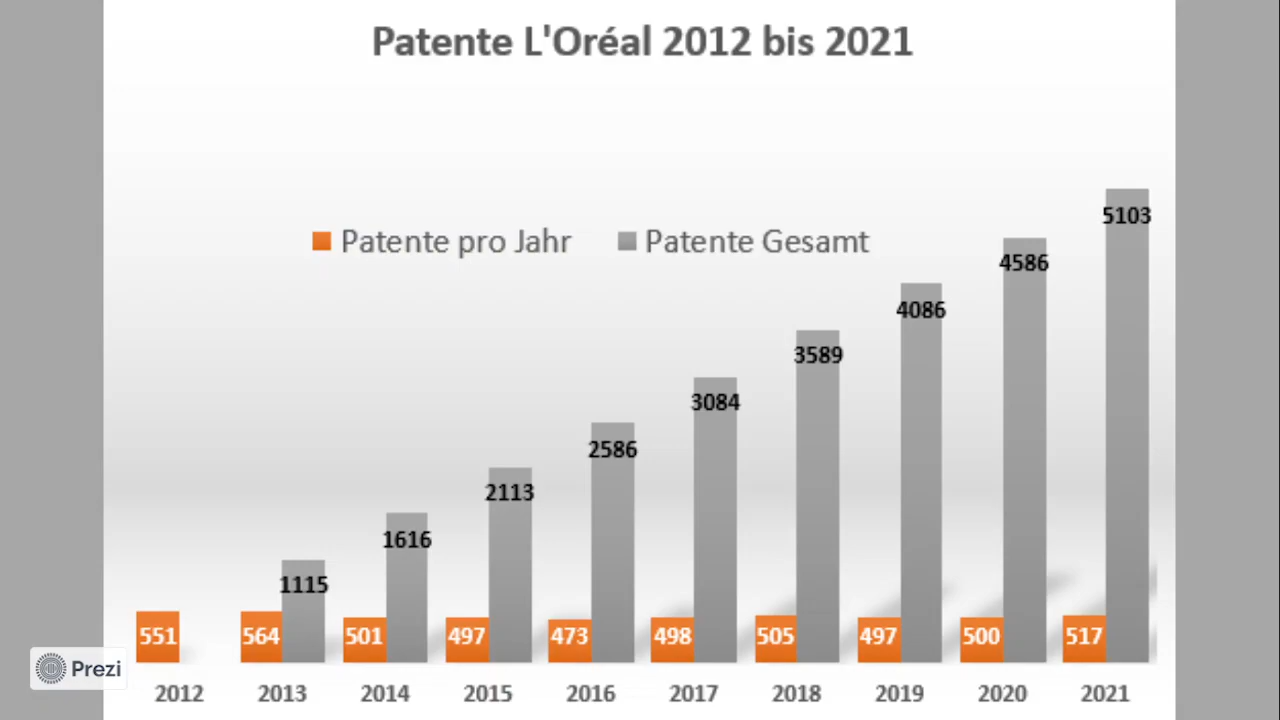 Patente L'Oréal 2012 bis 2021
Patente pro Jahr Patente Gesamt
5103
4586
4086
3589
3084
2586
2113
1616
1115
551 564 501 497 473 498 505 497 500 517
Prezi
2012 2013 2014 2015 2016 2017 2018 2019 2020 2021